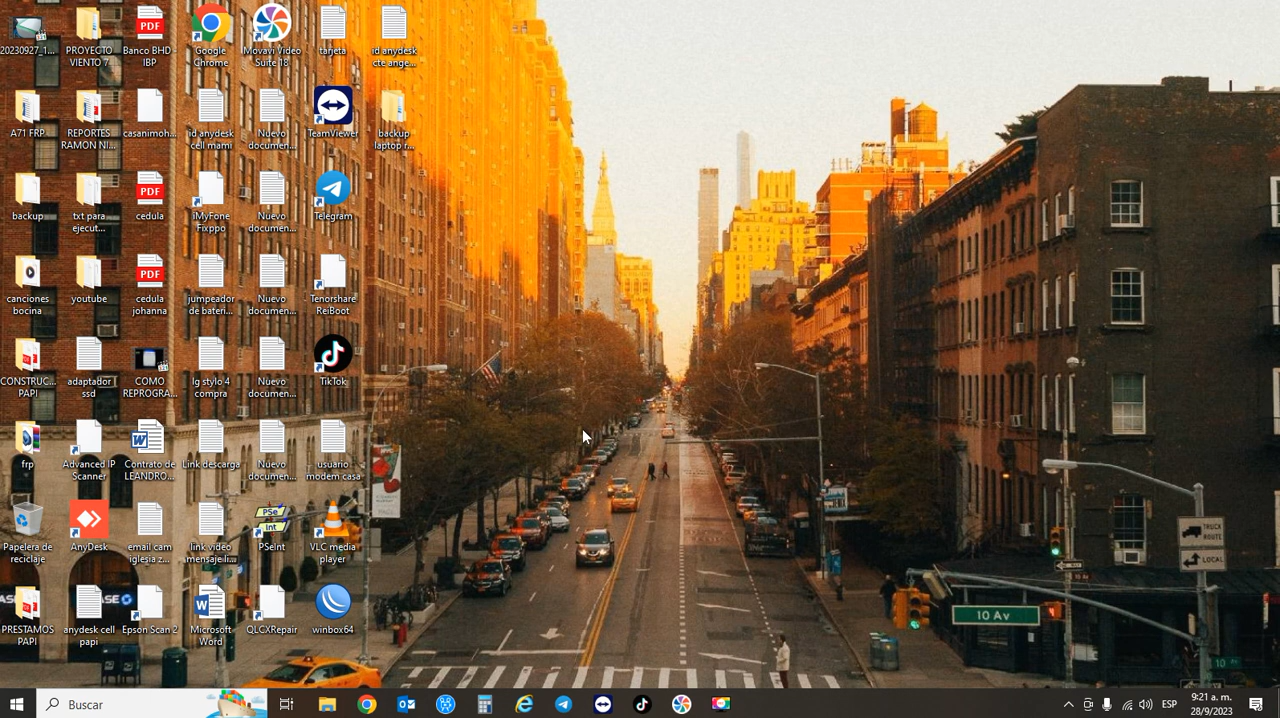 20230927_1...
PROYECTO
VIENTO 7...
PDF
Banco BHD -
IBP
Google
Chrome
Movavi Video
Suite 18
tarjeta
id anydesk
cte ange...
A71 FRP
REPORTES
RAMON NI...
casanimoh...
id anydesk
cell mami
Nuevo
documen...
TeamViewer
backup
laptop r...
backup
txt para
ejecut...
PDF
cedula
iMyFone
Fixppo
Nuevo
documen...
Telegram
canciones
bocina
youtube
PDF
cedula
johanna
jumpeador
de bateri...
Nuevo
documen...
Tenorshare
ReiBoot
CONSTRUC...
PAPI
adaptador
ssd
COMO
REPROGRA...
lg stylo 4
compra
Nuevo
documen...
TikTok
frp
Advanced IP
Scanner
Contrato de
LEANDRO...
Link descarga
Nuevo
documen...
usuario
modem casa
Papelera de
reciclaje
AnyDesk
email cam
iglesia z...
link video
mensaje li...
PSe
int
PSeInt
VLC media
player
PRESTAMOS
PAPI
anydesk cell
papi
Epson Scan 2
Microsoft
Word
QLCXRepair
winbox64
TRUCK
ROUTE
LOCAL
10 Av
Buscar
ESP
9:21 a. m.
28/9/2023